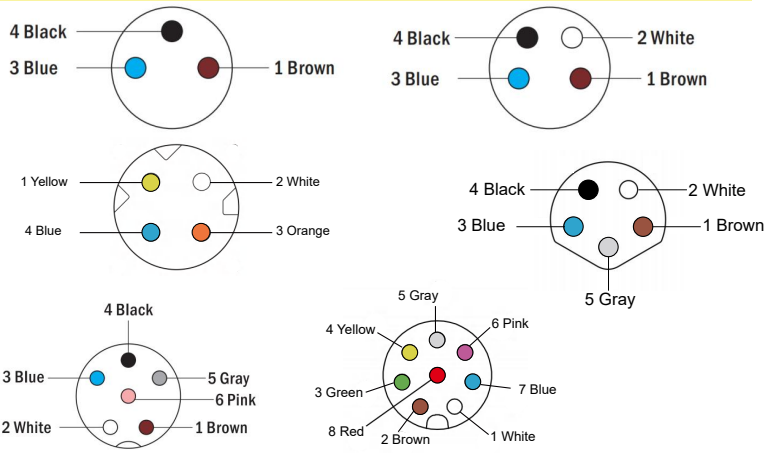 4 Black
3 Blue
1 Brown
4 Black
2 White
3 Blue
1 Brown
1 Yellow
2 White
4 Blue
3 Orange
4 Black
2 White
3 Blue
1 Brown
5 Gray
4 Black
3 Blue
5 Gray
6 Pink
2 White
1 Brown
5 Gray
4 Yellow
6 Pink
3 Green
7 Blue
8 Red
2 Brown
1 White